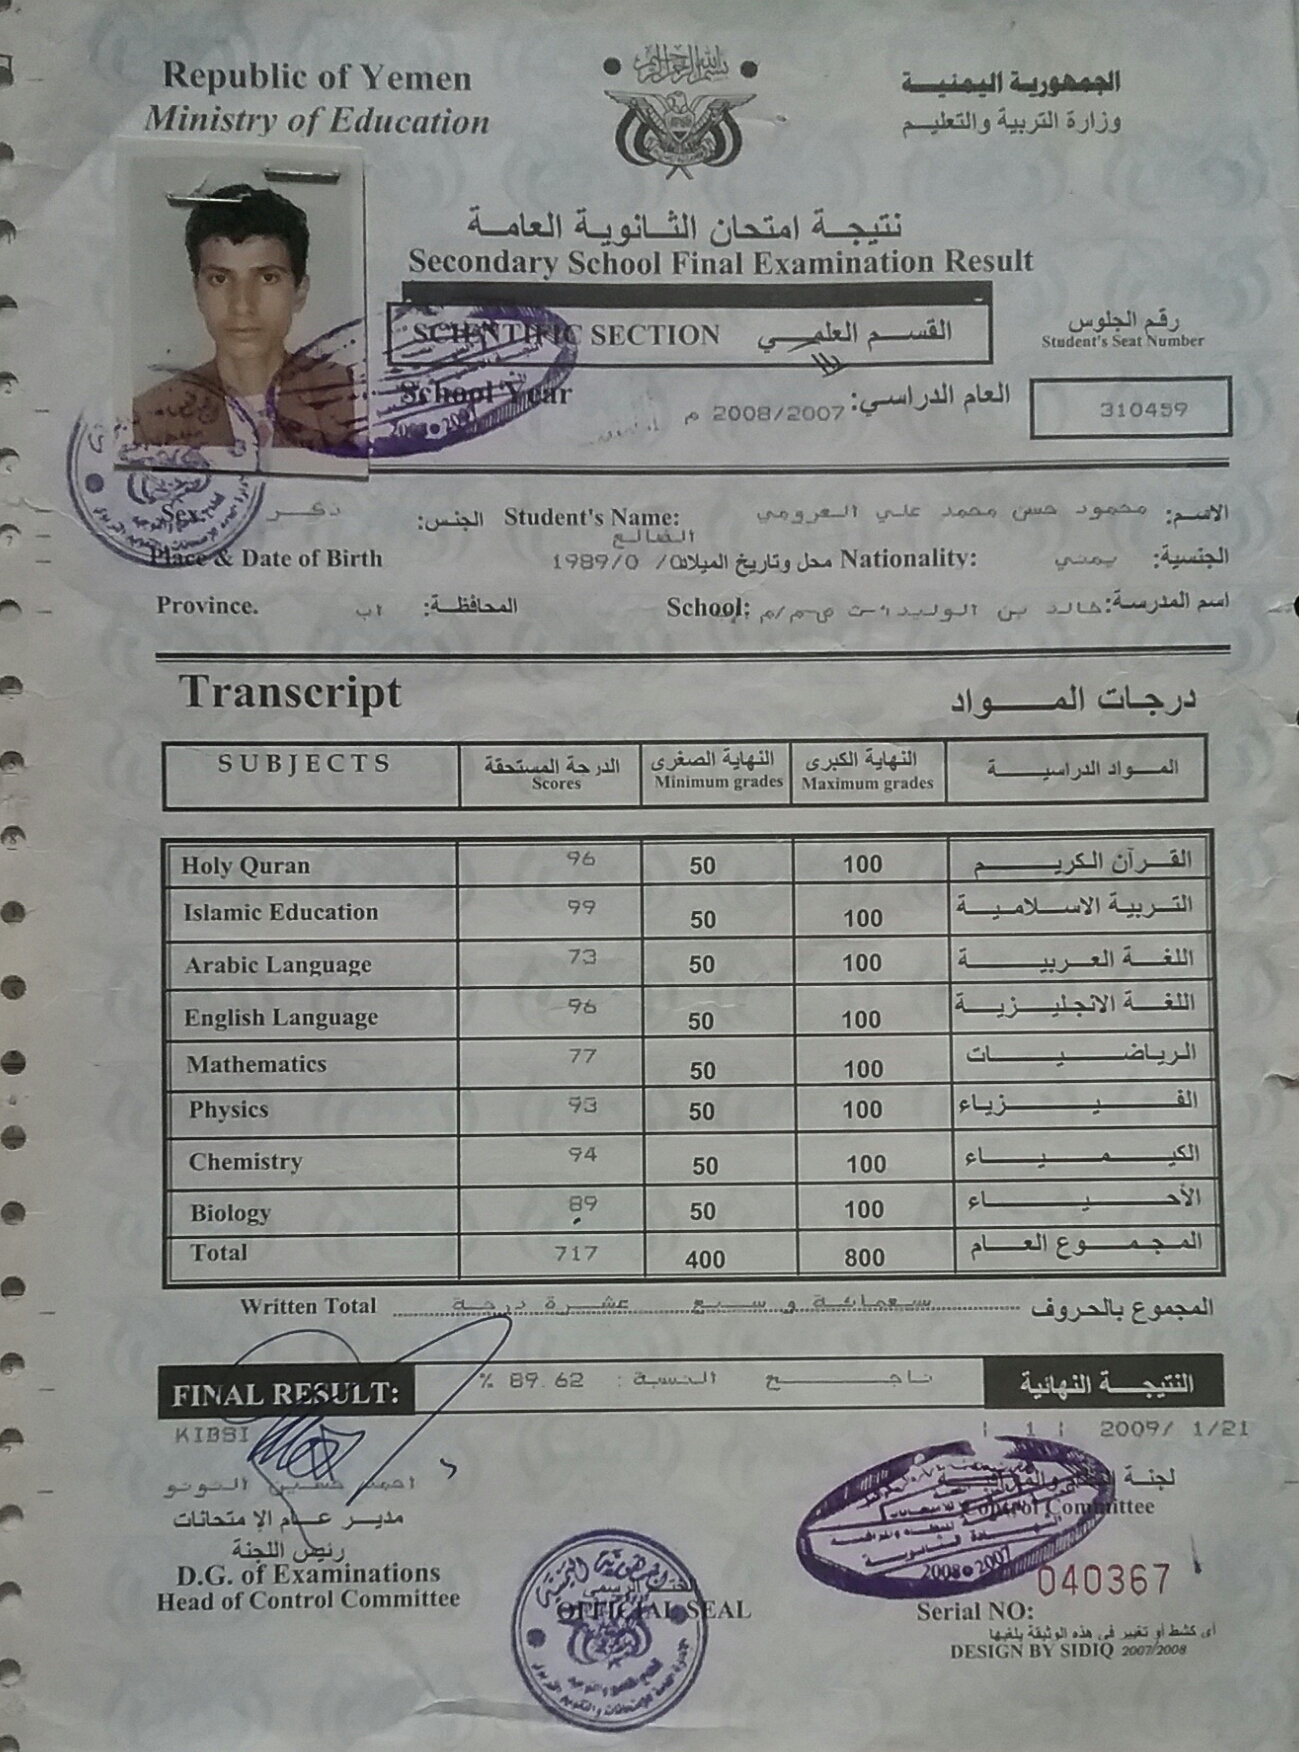 Republic of Yemen
Ministry of Education
الجمهورية اليمنية
وزارة التربية والتعليم
نتيجة امتحان الثانوية العامة
Secondary School Final Examination Result
SCIENTIFIC SECTION القسم العلمي
رقم الجلوس
Student's Seat Number
School Year 2008/2007 م العام الدراسي:
310459
Sex. ذكر الجنس: Student's Name: محمود حسن محمد علي العرومي الاسم:
الضالع
Place & Date of Birth 1989/0 /0 محل وتاريخ الميلاد Nationality: يمني الجنسية:
Province. اب المحافظة: School: خالد بن الوليد اسم المدرسة:
Transcript درجات المواد
SUBJECTS الدرجة المستحقة النهاية الصغرى النهاية الكبرى المواد الدراسية
Scores Minimum grades Maximum grades
Holy Quran 96 50 100 القرآن الكريم
Islamic Education 99 50 100 التربية الاسلامية
Arabic Language 73 50 100 اللغة العربية
English Language 96 50 100 اللغة الانجليزية
Mathematics 77 50 100 الرياضيات
Physics 93 50 100 الفيزياء
Chemistry 94 50 100 الكيمياء
Biology 89 50 100 الأحياء
Total 717 400 800 المجموع العام
Written Total سبعمائة و سبع عشرة درجة المجموع بالحروف
FINAL RESULT: % 89.62 النسبة : ناجح النتيجة النهائية
KIBSI
| 1 | 2009/ 1/21
احمد حسين النونو
مدير عام الإمتحانات
رئيس اللجنة
D.G. of Examinations
Head of Control Committee
لجنة
Control Committee
2008 2007
الختم الرسمي
OFFICIAL SEAL
040367
Serial NO:
أى كشط أو تغيير فى هذه الوثيقة يلغيها
DESIGN BY SIDIQ 2007/2008